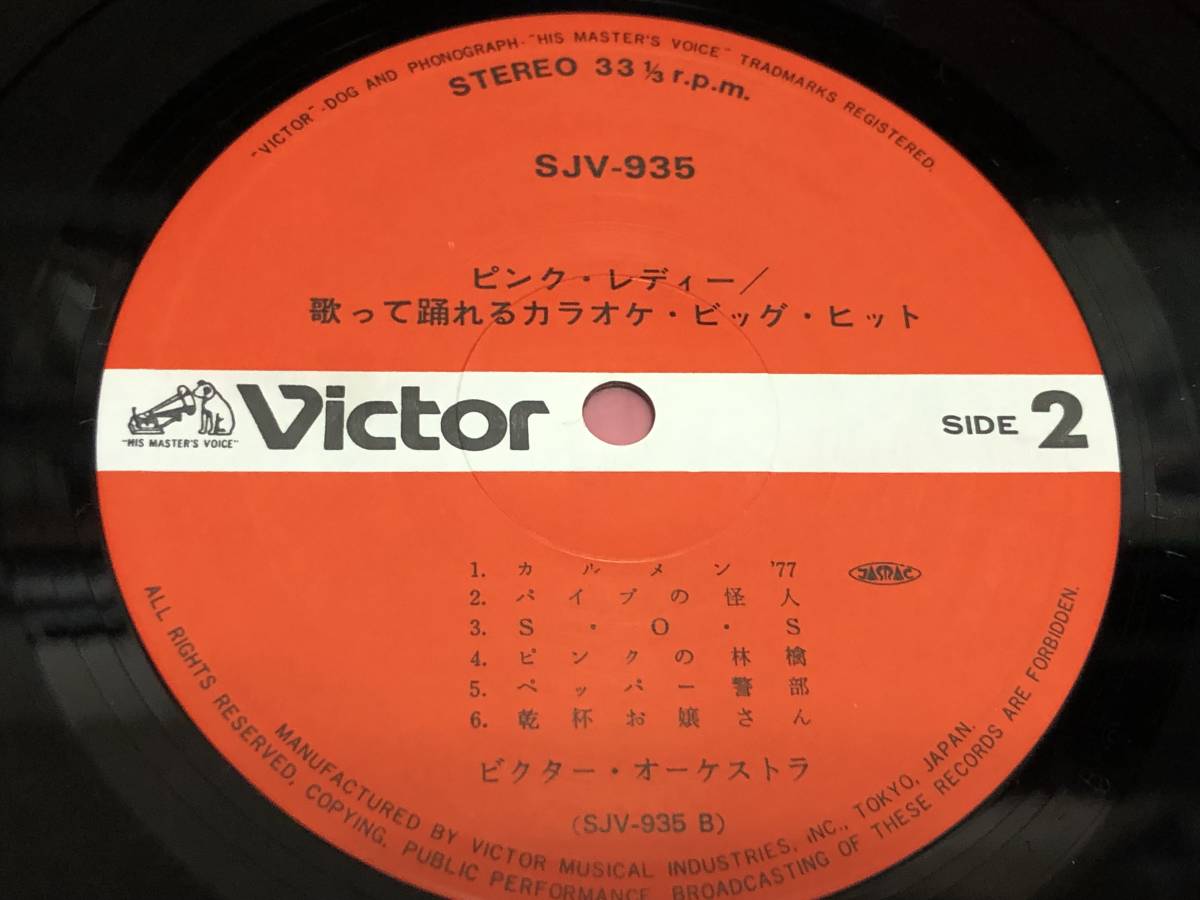 "VICTOR"-DOG AND PHONOGRAPH-"HIS MASTER'S VOICE" TRADMARKS REGISTERED.
STEREO 33 ⅓ r.p.m.
SJV-935
ピンク・レディー/
歌って踊れるカラオケ・ビッグ・ヒット
"HIS MASTER'S VOICE"
Victor
SIDE 2
1. カルメン '77
2. パイプの怪人
3. S・O・S
4. ピンクの林檎
5. ペッパー警部
6. 乾杯お嬢さん
JASRAC
ビクター・オーケストラ
(SJV-935 B)
MANUFACTURED BY VICTOR MUSICAL INDUSTRIES, INC., TOKYO, JAPAN.
ALL RIGHTS RESERVED, COPYING, PUBLIC PERFORMANCE, BROADCASTING OF THESE RECORDS ARE FORBIDDEN.